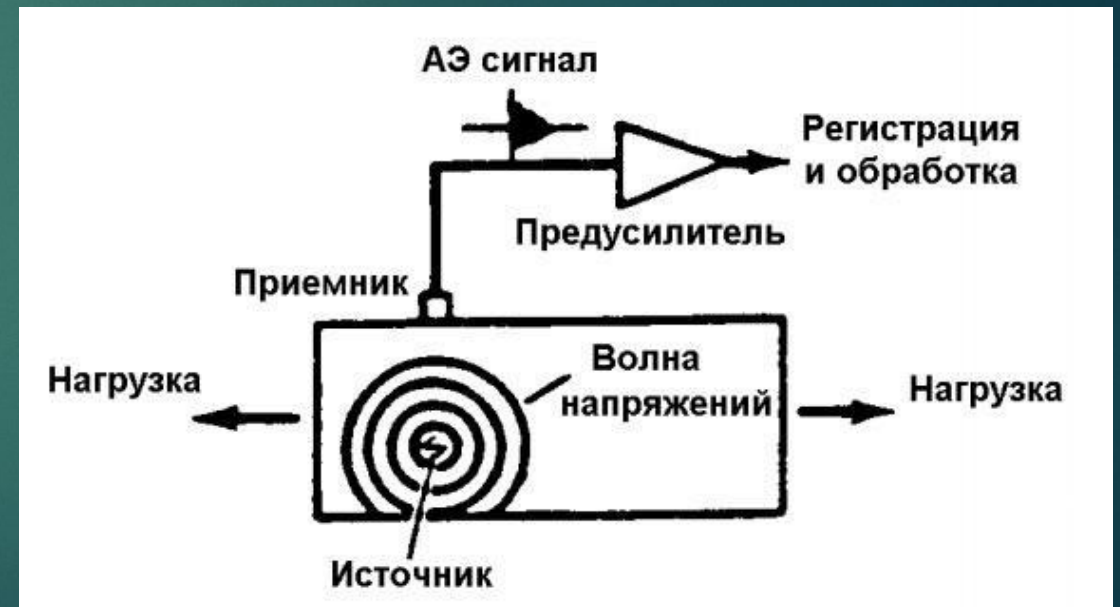 АЭ сигнал
Регистрация
и обработка
Предусилитель
Приемник
Волна
напряжений
Нагрузка
Нагрузка
Источник